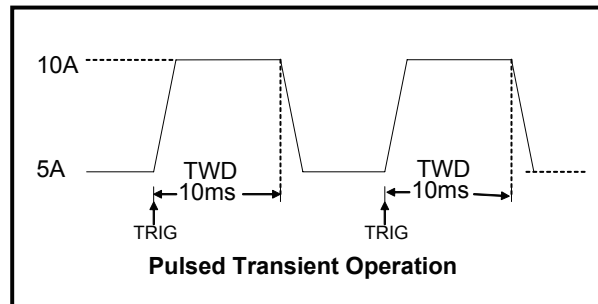 10A
5A
TWD
10ms
TWD
10ms
TRIG
TRIG
Pulsed Transient Operation